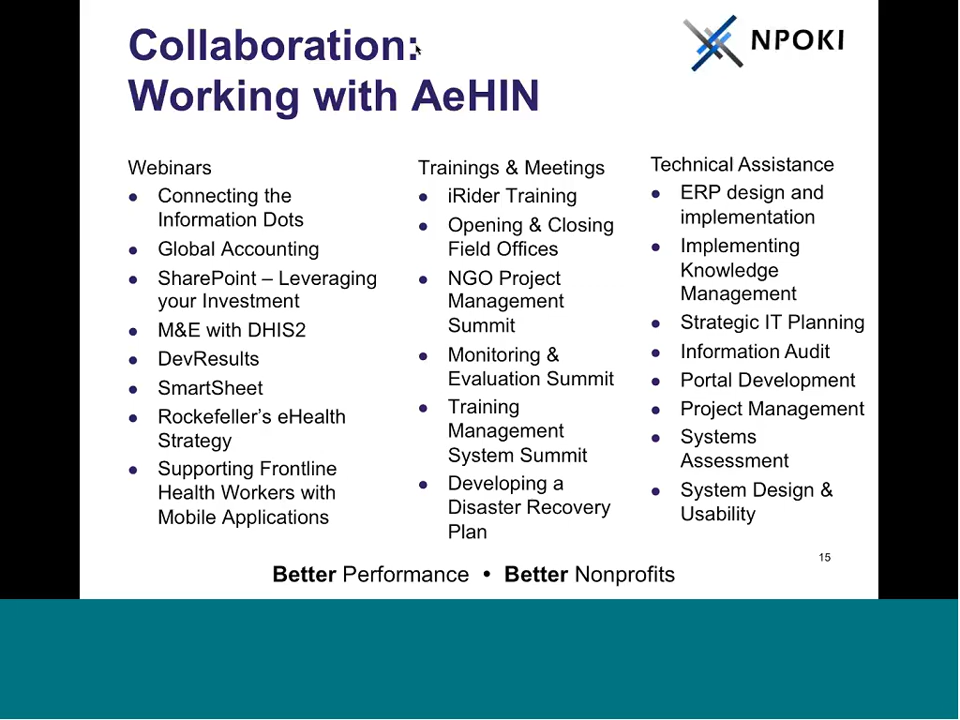 Collaboration:
Working with AeHIN
NPOKI
Webinars
● Connecting the
Information Dots
● Global Accounting
● SharePoint – Leveraging
your Investment
● M&E with DHIS2
● DevResults
● SmartSheet
● Rockefeller's eHealth
Strategy
● Supporting Frontline
Health Workers with
Mobile Applications
Trainings & Meetings
● iRider Training
● Opening & Closing
Field Offices
● NGO Project
Management
Summit
● Monitoring &
Evaluation Summit
● Training
Management
System Summit
● Developing a
Disaster Recovery
Plan
Technical Assistance
● ERP design and
implementation
● Implementing
Knowledge
Management
● Strategic IT Planning
● Information Audit
● Portal Development
● Project Management
● Systems
Assessment
● System Design &
Usability
15
Better Performance • Better Nonprofits